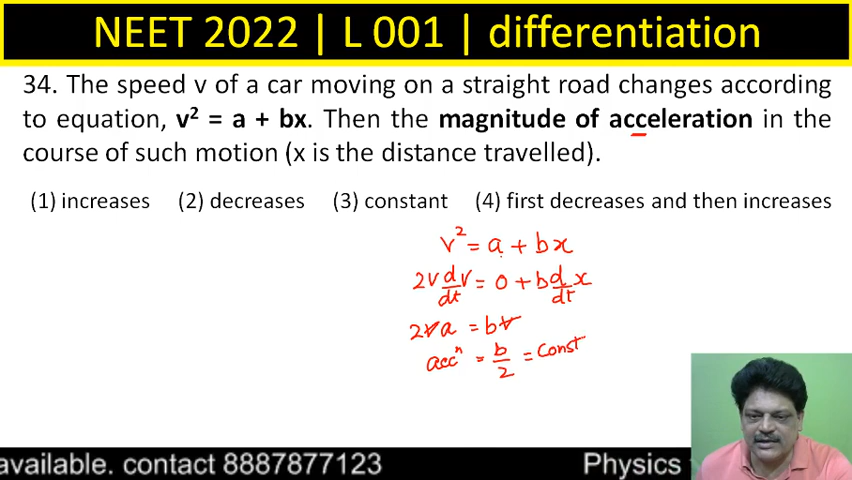 NEET 2022 | L 001 | differentiation
34. The speed v of a car moving on a straight road changes according
to equation, v² = a + bx. Then the magnitude of acceleration in the
course of such motion (x is the distance travelled).
(1) increases (2) decreases (3) constant (4) first decreases and then increases
v² = a + bx
2v d/dt v = 0 + b d/dt x
2v a = bv
accⁿ = b/2 = const
available. contact 8887877123 Physics